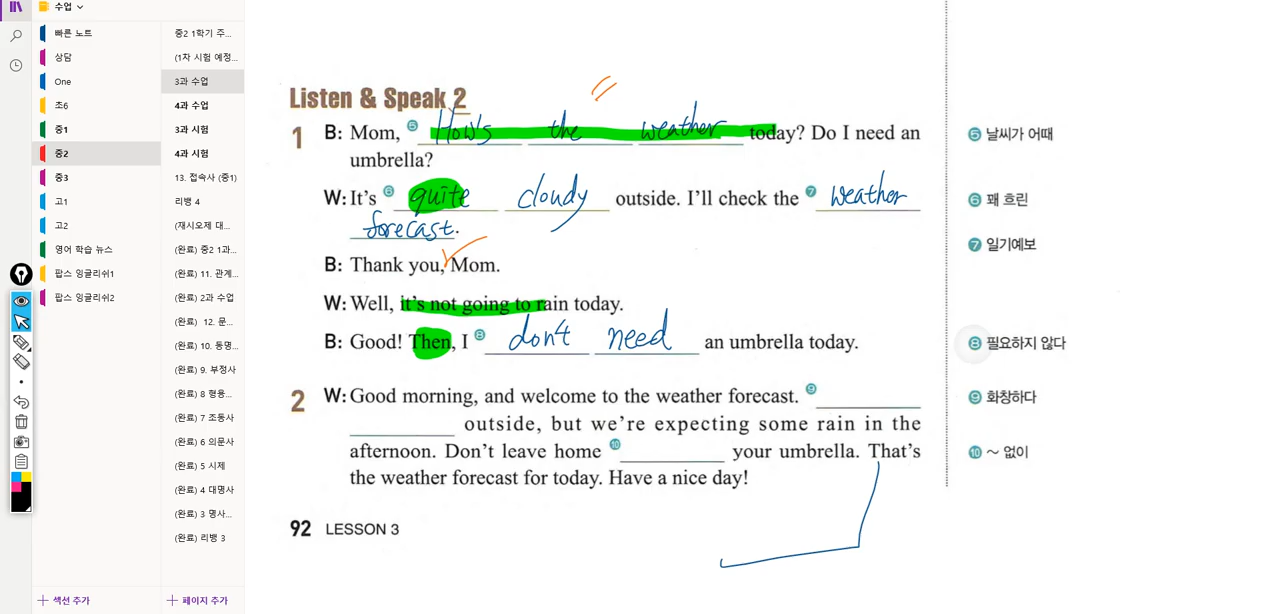 수업
빠른 노트
상담
One
초6
중1
중2
중3
고1
고2
영어 학습 뉴스
팝스 잉글리쉬1
팝스 잉글리쉬2
섹션 추가
중2 1학기 주...
(1차 시험 예정...
3과 수업
4과 수업
3과 시험
4과 시험
13. 접속사 (중1)
리뱅 4
(재시오제 대...
(완료) 중2 1과...
(완료) 11. 관계...
(완료) 2과 수업
(완료) 12. 문...
(완료) 10. 동명...
(완료) 9. 부정사
(완료) 8 형용...
(완료) 7 조동사
(완료) 6 의문사
(완료) 5 시제
(완료) 4 대명사
(완료) 3 명사...
(완료) 리뱅 3
페이지 추가
Listen & Speak 2
1 B: Mom, ⑤ How's the weather today? Do I need an
umbrella?
W: It's ⑥ quite cloudy outside. I'll check the ⑦ weather
forecast.
B: Thank you, Mom.
W: Well, it's not going to rain today.
B: Good! Then, I ⑧ don't need an umbrella today.
2 W: Good morning, and welcome to the weather forecast. ⑨
outside, but we're expecting some rain in the
afternoon. Don't leave home ⑩ your umbrella. That's
the weather forecast for today. Have a nice day!
92 LESSON 3
⑤ 날씨가 어때
⑥ 꽤 흐린
⑦ 일기예보
⑧ 필요하지 않다
⑨ 화창하다
⑩ ~ 없이